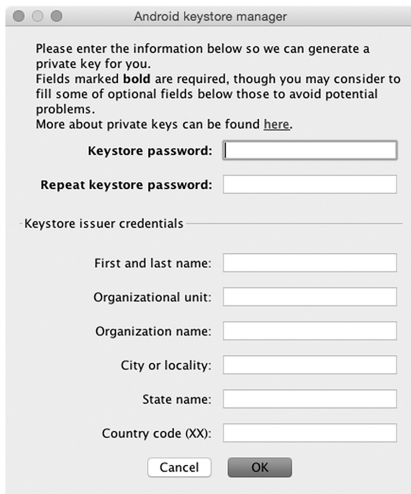 Android keystore manager
Please enter the information below so we can generate a
private key for you.
Fields marked bold are required, though you may consider to
fill some of optional fields below those to avoid potential
problems.
More about private keys can be found here.
Keystore password:
Repeat keystore password:
Keystore issuer credentials
First and last name:
Organizational unit:
Organization name:
City or locality:
State name:
Country code (XX):
Cancel OK